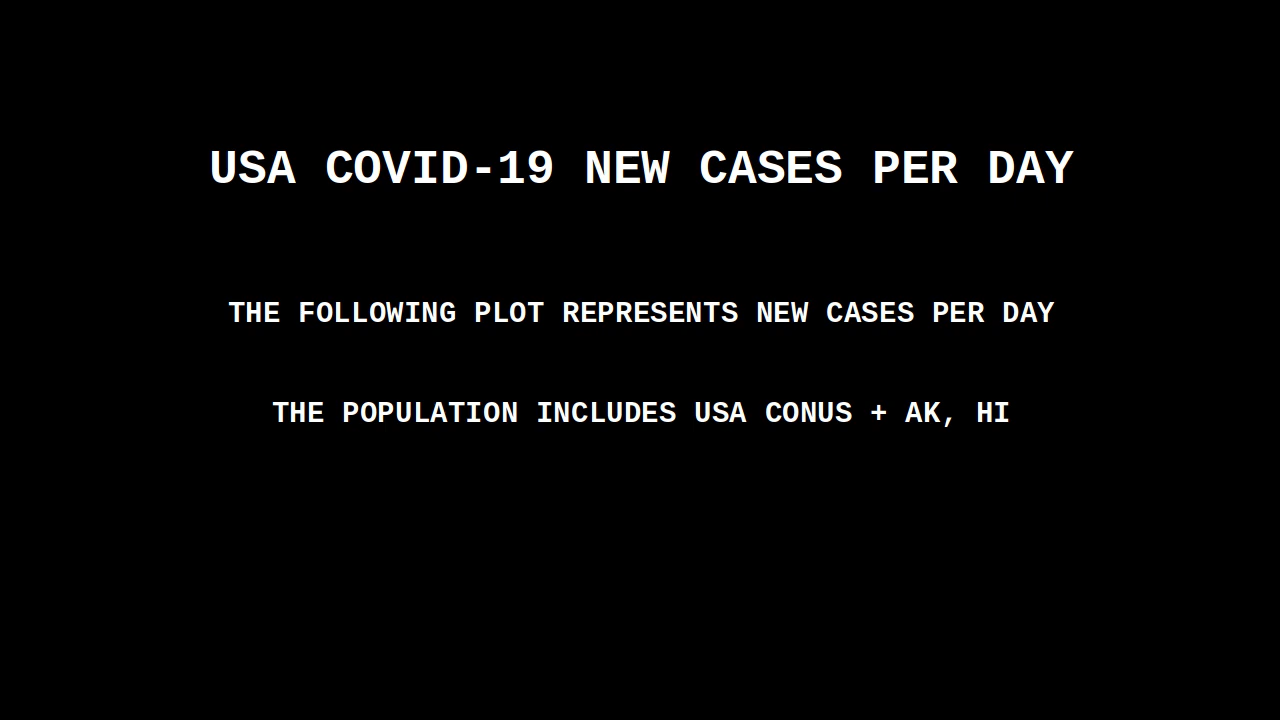 USA COVID-19 NEW CASES PER DAY
THE FOLLOWING PLOT REPRESENTS NEW CASES PER DAY
THE POPULATION INCLUDES USA CONUS + AK, HI